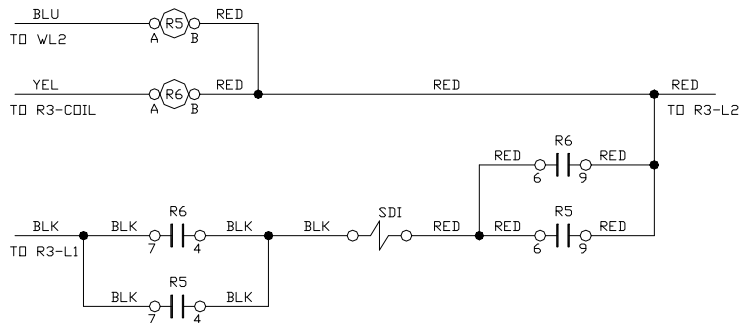 BLU R5 RED
TO WL2 A B
YEL R6 RED RED RED
TO R3-COIL A B TO R3-L2
R6
RED RED
6 9
R6 SDI R5
BLK BLK BLK BLK RED RED RED
TO R3-L1 7 4 6 9
R5
BLK BLK
7 4